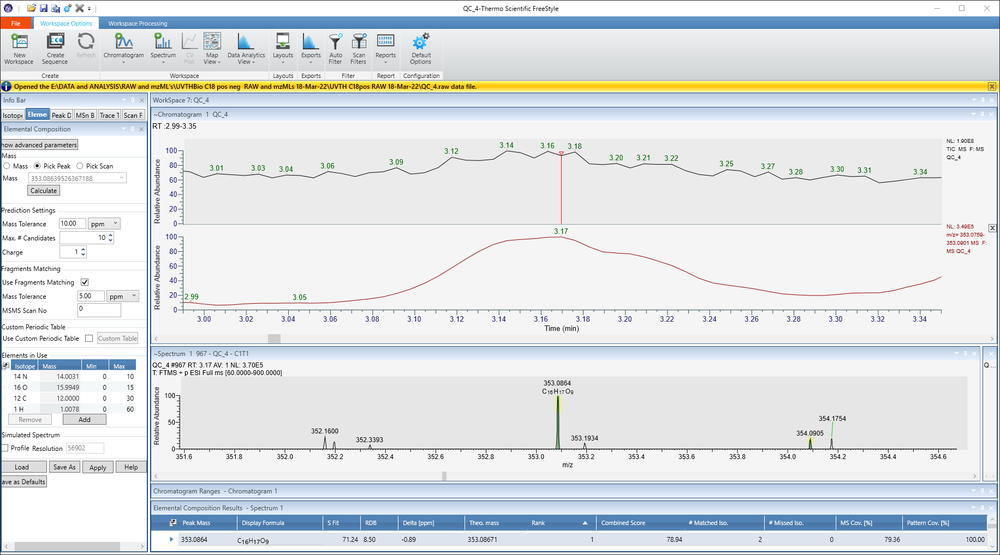 QC_4-Thermo Scientific FreeStyle
File
Workspace Options
Workspace Processing
New Workspace
Create Sequence
Refresh
Chromatogram
Spectrum
CV Plot
Map View
Data Analytics View
Layouts
Exports
Auto Filter
Scan Filters
Reports
Default Options
Create
Workspace
Layouts
Exports
Filter
Report
Configuration
Opened the E:\DATA and ANALYSIS\RAW and mzML's\UVTHBio C18 pos neg  RAW and mzMLs 18-Mar-22\UVTH C18pos RAW 18-Mar-22\QC_4.raw data file.
Info Bar
Isotope Eleme Peak D MSn B Trace T Scan F
Elemental Composition
how advanced parameters
Mass
Mass Pick Peak Pick Scan
Mass 353.08639526367188
Calculate
Prediction Settings
Mass Tolerance 10.00 ppm
Max. # Candidates 10
Charge 1
Fragments Matching
Use Fragments Matching
Mass Tolerance 5.00 ppm
MSMS Scan No 0
Custom Periodic Table
Use Custom Periodic Table Custom Table
Elements in Use
Isotope Mass Min Max
14 N 14.0031 0 10
16 O 15.9949 0 15
12 C 12.0000 0 30
1 H 1.0078 0 60
Remove Add
Simulated Spectrum
Profile Resolution 56902
Load Save As Apply Help
ave as Defaults
WorkSpace 7: QC_4
~Chromatogram 1 QC_4
RT :2.99-3.35
Relative Abundance
100
80
60
40
20
0
3.01 3.03 3.04 3.06 3.09 3.12 3.14 3.16 3.18 3.20 3.21 3.22 3.25 3.27 3.28 3.30 3.31 3.34
NL: 1.90E8
TIC MS F: MS
QC_4
Relative Abundance
100
80
60
40
20
0
2.99 3.05 3.17
NL: 3.49E5
m/z= 353.0759-
353.0901 MS F:
MS QC_4
3.00 3.02 3.04 3.06 3.08 3.10 3.12 3.14 3.16 3.18 3.20 3.22 3.24 3.26 3.28 3.30 3.32 3.34
Time (min)
~Spectrum 1 967 - QC_4 - C1T1
QC_4 #967 RT: 3.17 AV: 1 NL: 3.70E5
T: FTMS + p ESI Full ms [60.0000-900.0000]
Q ...
Relative Abundance
100
50
0
353.0864
C16H17O9
352.1600
352.3393
353.1934
354.0905
354.1754
351.6 351.8 352.0 352.2 352.4 352.6 352.8 353.0 353.2 353.4 353.6 353.8 354.0 354.2 354.4 354.6
m/z
Chromatogram Ranges - Chromatogram 1
Elemental Composition Results - Spectrum 1
Peak Mass Display Formula S Fit RDB Delta [ppm] Theo. mass Rank Combined Score # Matched Iso. # Missed Iso. MS Cov. [%] Pattern Cov. [%]
353.0864 C16H17O9 71.24 8.50 -0.89 353.08671 1 78.94 2 0 79.36 100.00